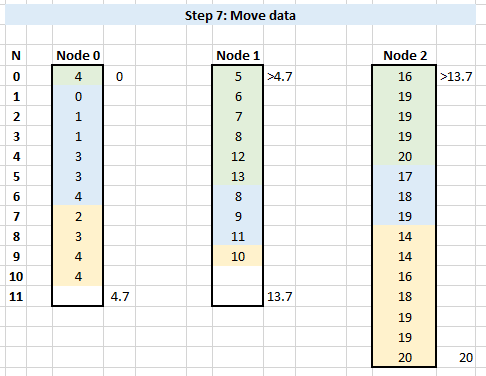 Step 7: Move data
N Node 0 Node 1 Node 2
0 4 0 5 >4.7 16 >13.7
1 0 6 19
2 1 7 19
3 1 8 19
4 3 12 20
5 3 13 17
6 4 8 18
7 2 9 19
8 3 11 14
9 4 10 14
10 4 16
11 4.7 13.7 18
19
19
20 20